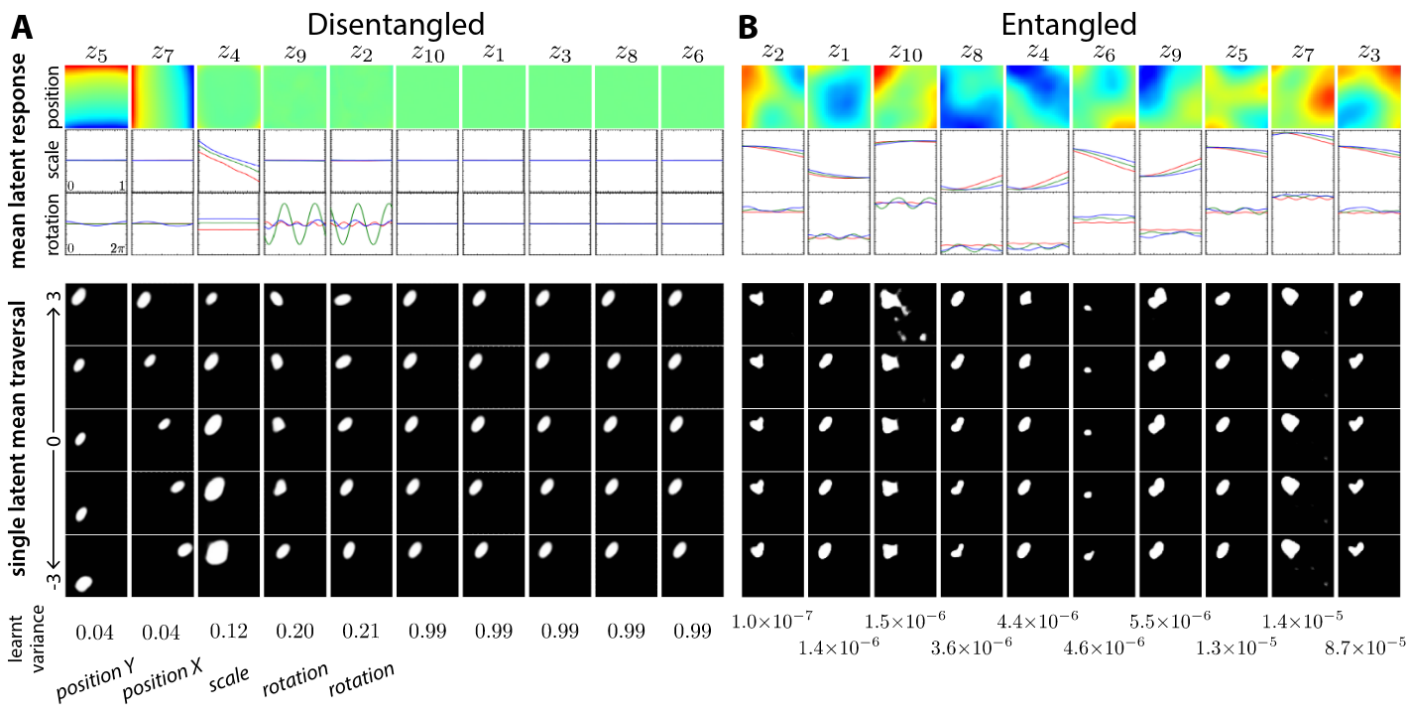 A Disentangled B Entangled
z5 z7 z4 z9 z2 z10 z1 z3 z8 z6 z2 z1 z10 z8 z4 z6 z9 z5 z7 z3
mean latent response
position
scale
0 1
rotation
0 2π
single latent mean traversal
-3 0 3
learnt variance
0.04 0.04 0.12 0.20 0.21 0.99 0.99 0.99 0.99 0.99
1.0×10⁻⁷ 1.5×10⁻⁶ 4.4×10⁻⁶ 5.5×10⁻⁶ 1.4×10⁻⁵
1.4×10⁻⁶ 3.6×10⁻⁶ 4.6×10⁻⁶ 1.3×10⁻⁵ 8.7×10⁻⁵
position Y position X scale rotation rotation